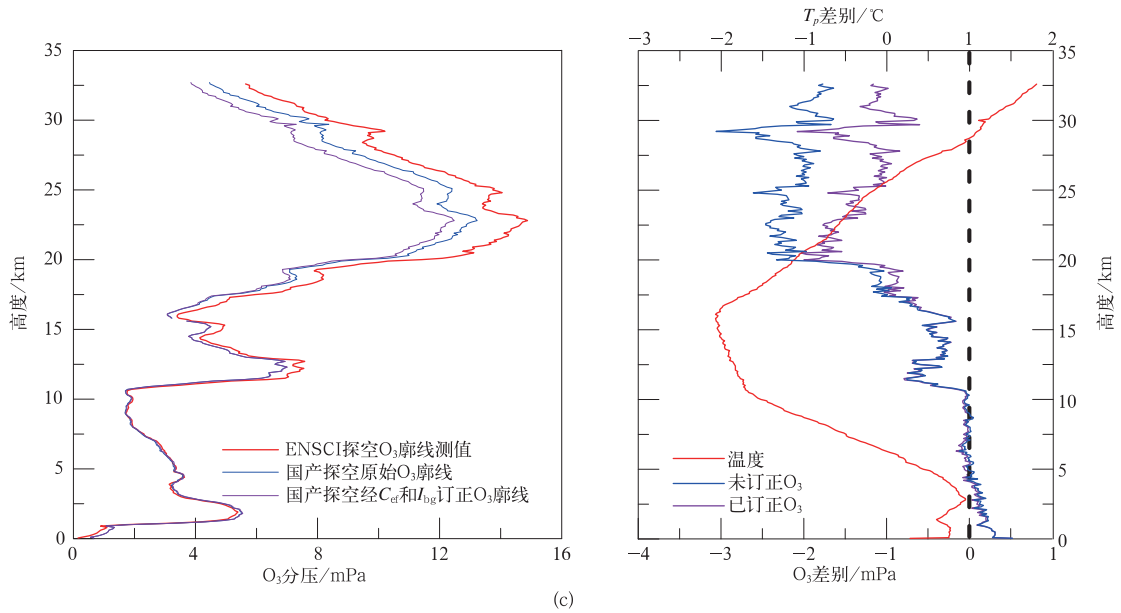 T_p差别/℃
−3 −2 −1 0 1 2
35 35
30 30
25 25
20 20
15 15
10 10
5 5
0 0
高度/km
高度/km
ENSCI探空O₃廓线测值
国产探空原始O₃廓线
国产探空经C_ef和I_bg订正O₃廓线
温度
未订正O₃
已订正O₃
0 4 8 12 16
−4 −3 −2 −1 0 1
O₃分压/mPa
O₃差别/mPa
(c)